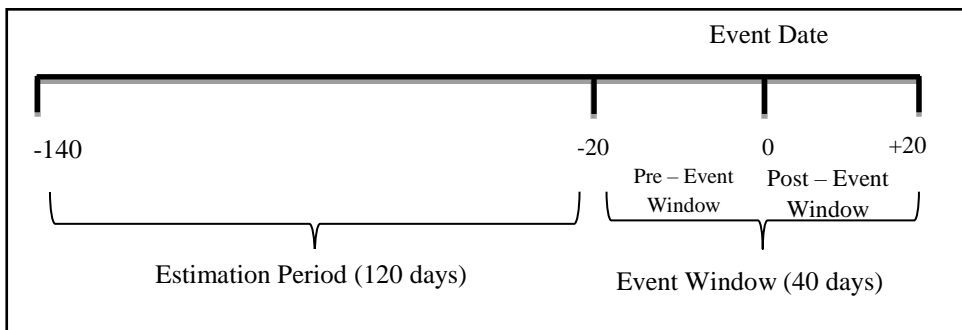 Event Date
-140
-20
0
+20
Pre – Event
Window
Post – Event
Window
Estimation Period (120 days)
Event Window (40 days)